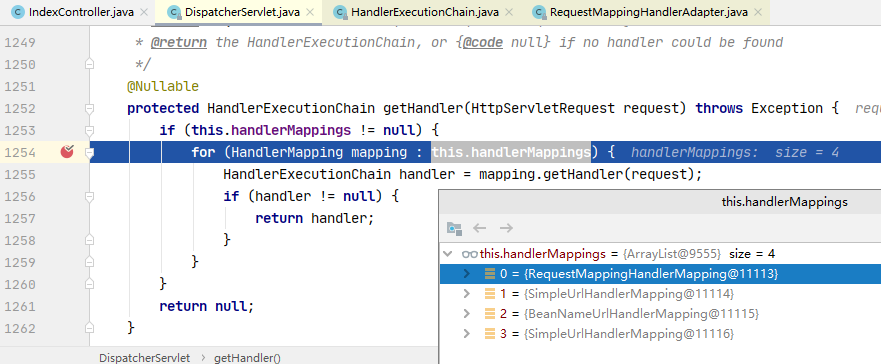 IndexController.java DispatcherServlet.java HandlerExecutionChain.java RequestMappingHandlerAdapter.java
1249 * @return the HandlerExecutionChain, or {@code null} if no handler could be found
1250 */
1251 @Nullable
1252 protected HandlerExecutionChain getHandler(HttpServletRequest request) throws Exception { req
1253 if (this.handlerMappings != null) {
1254 for (HandlerMapping mapping : this.handlerMappings) { handlerMappings: size = 4
1255 HandlerExecutionChain handler = mapping.getHandler(request);
1256 if (handler != null) {
1257 return handler;
1258 }
1259 }
1260 }
1261 return null;
1262 }
this.handlerMappings
this.handlerMappings = {ArrayList@9555} size = 4
0 = {RequestMappingHandlerMapping@11113}
1 = {SimpleUrlHandlerMapping@11114}
2 = {BeanNameUrlHandlerMapping@11115}
3 = {SimpleUrlHandlerMapping@11116}
DispatcherServlet › getHandler()